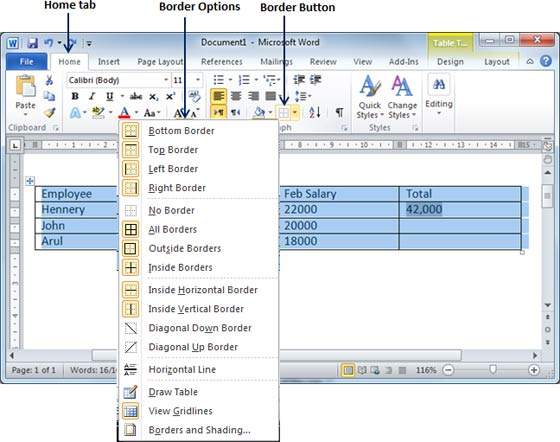 Home tab
Border Options
Border Button
Document1 - Microsoft Word
Table T...
File Home Insert Page Layout References Mailings Review View Add-Ins Design Layout
Calibri (Body) 11
Paste
Quick Styles
Change Styles
Editing
Clipboard
Styles
Bottom Border
Top Border
Left Border
Right Border
No Border
All Borders
Outside Borders
Inside Borders
Inside Horizontal Border
Inside Vertical Border
Diagonal Down Border
Diagonal Up Border
Horizontal Line
Draw Table
View Gridlines
Borders and Shading...
Employee Feb Salary Total
Hennery 22000 42,000
John 20000
Arul 18000
Page: 1 of 1 Words: 16/16 116%